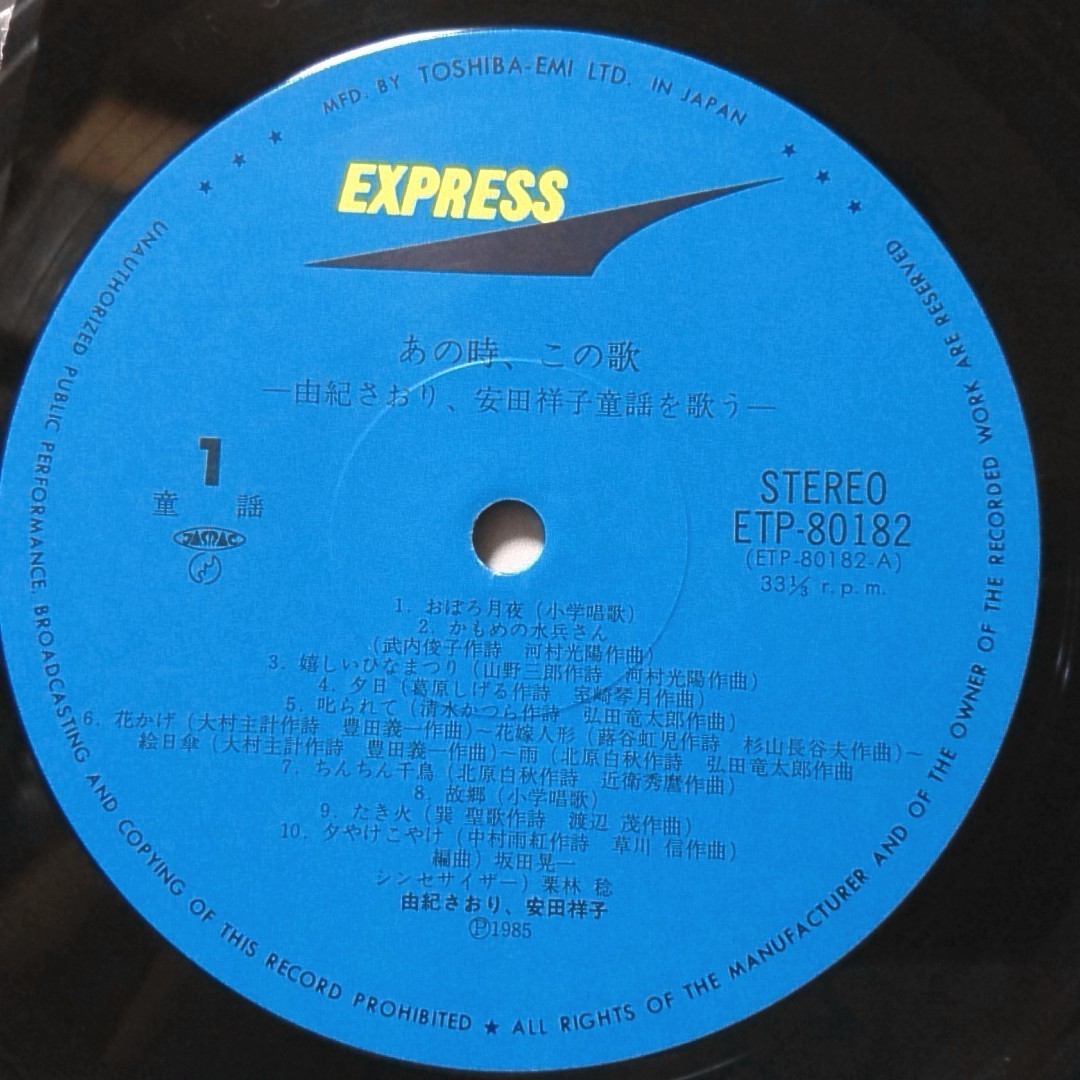 MFD. BY TOSHIBA-EMI LTD. IN JAPAN
EXPRESS
あの時、この歌
—由紀さおり、安田祥子童謡を歌う—
1
童 謡
JASRAC
STEREO
ETP-80182
(ETP-80182-A)
33⅓ r.p.m.
1. おぼろ月夜 (小学唱歌)
2. かもめの水兵さん
(武内俊子作詩 河村光陽作曲)
3. 嬉しいひなまつり (山野三郎作詩 河村光陽作曲)
4. 夕日 (葛原しげる作詩 室崎琴月作曲)
5. 叱られて (清水かつら作詩 弘田竜太郎作曲)
6. 花かげ (大村主計作詩 豊田義一作曲)〜花嫁人形 (蕗谷虹児作詩 杉山長谷夫作曲)〜
絵日傘 (大村主計作詩 豊田義一作曲)〜雨 (北原白秋作詩 弘田竜太郎作曲
7. ちんちん千鳥 (北原白秋作詩 近衛秀麿作曲)
8. 故郷 (小学唱歌)
9. たき火 (巽 聖歌作詩 渡辺 茂作曲)
10. 夕やけこやけ (中村雨紅作詩 草川 信作曲)
編曲) 坂田晃一
シンセサイザー) 栗林 稔
由紀さおり、安田祥子
Ⓟ1985
UNAUTHORIZED PUBLIC PERFORMANCE, BROADCASTING AND COPYING OF THIS RECORD PROHIBITED ★ ALL RIGHTS OF THE MANUFACTURER AND OF THE OWNER OF THE RECORDED WORK ARE RESERVED